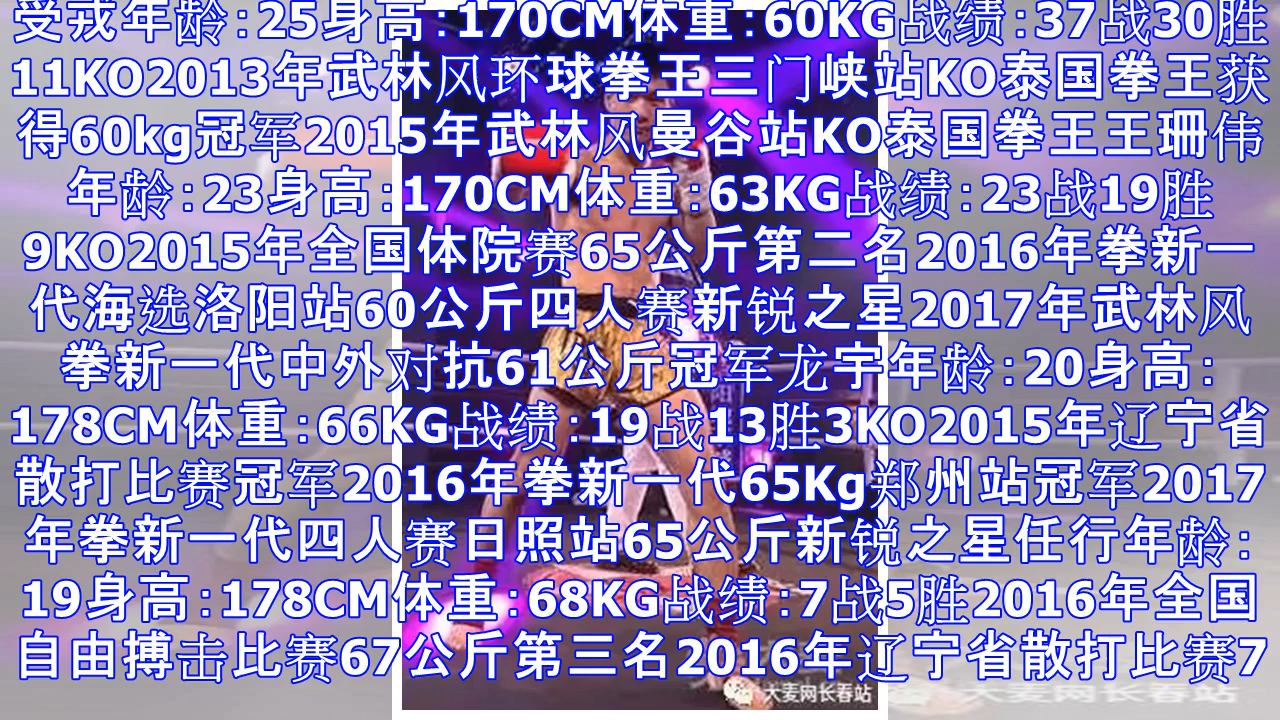 受戎年龄:25身高:170CM体重:60KG战绩:37战30胜
11KO2013年武林风环球拳王三门峡站KO泰国拳王获
得60kg冠军2015年武林风曼谷站KO泰国拳王王珊伟
年龄:23身高:170CM体重:63KG战绩:23战19胜
9KO2015年全国体院赛65公斤第二名2016年拳新一
代海选洛阳站60公斤四人赛新锐之星2017年武林风
拳新一代中外对抗61公斤冠军龙宇年龄:20身高:
178CM体重:66KG战绩:19战13胜3KO2015年辽宁省
散打比赛冠军2016年拳新一代65Kg郑州站冠军2017
年拳新一代四人赛日照站65公斤新锐之星任行年龄:
19身高:178CM体重:68KG战绩:7战5胜2016年全国
自由搏击比赛67公斤第三名2016年辽宁省散打比赛7
大麦网长春站
大麦网长春站